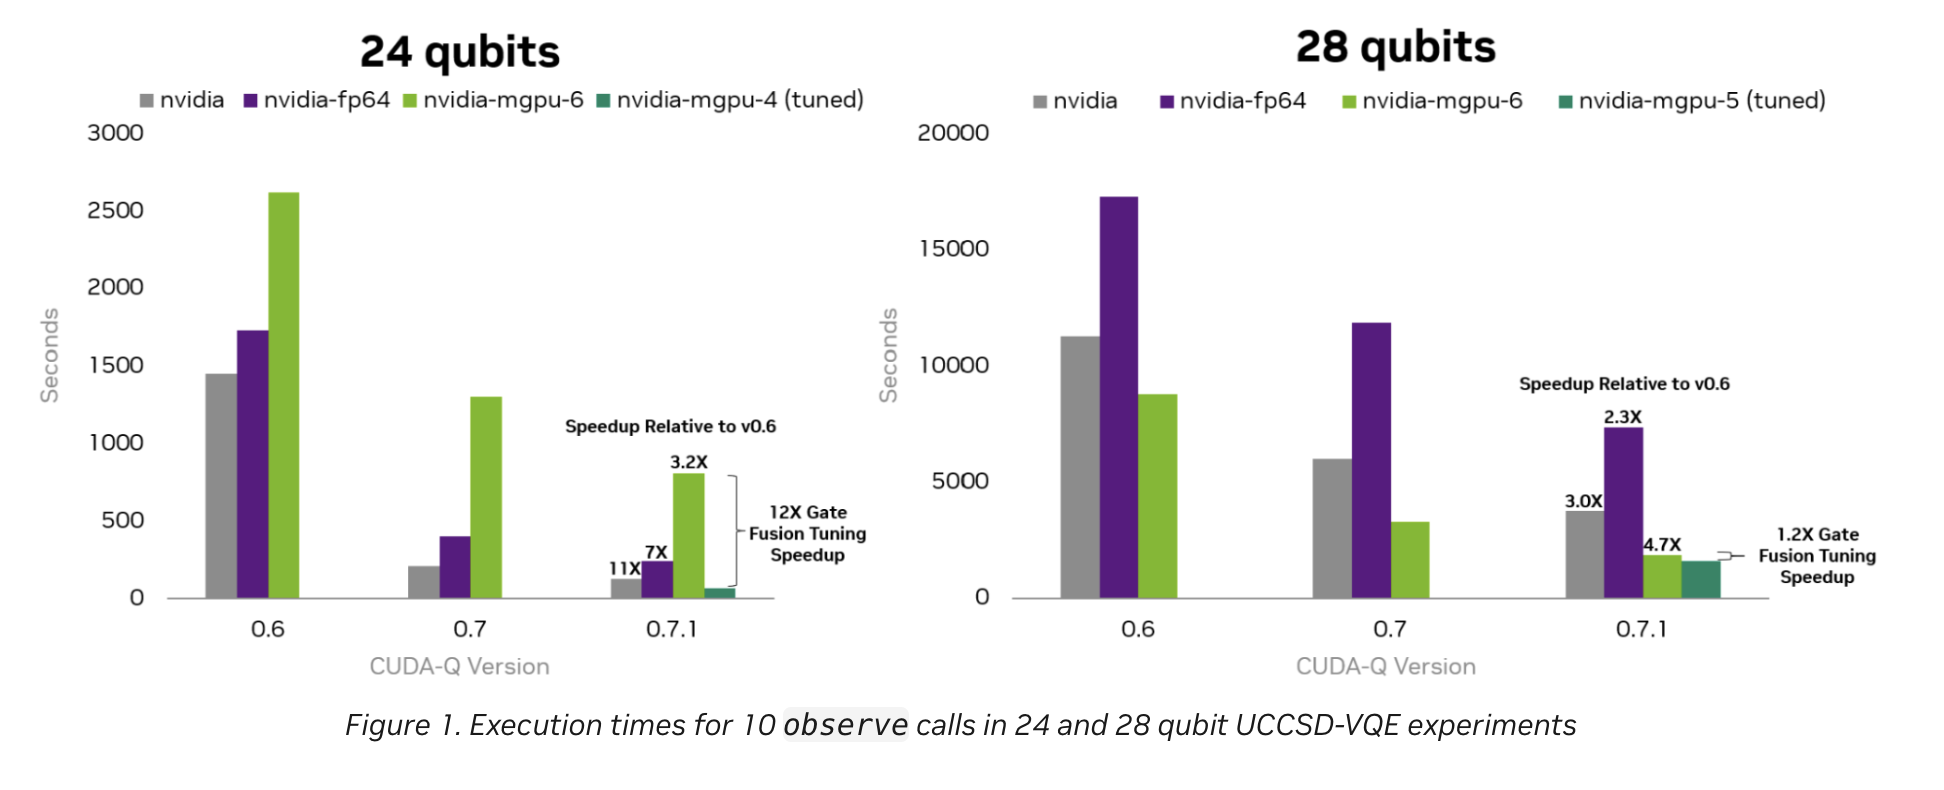 24 qubits
nvidia nvidia-fp64 nvidia-mgpu-6 nvidia-mgpu-4 (tuned)
3000
2500
2000
1500
1000
500
0
Seconds
Speedup Relative to v0.6
11X
7X
3.2X
12X Gate
Fusion Tuning
Speedup
0.6 0.7 0.7.1
CUDA-Q Version
28 qubits
nvidia nvidia-fp64 nvidia-mgpu-6 nvidia-mgpu-5 (tuned)
20000
15000
10000
5000
0
Seconds
Speedup Relative to v0.6
3.0X
2.3X
4.7X
1.2X Gate
Fusion Tuning
Speedup
0.6 0.7 0.7.1
CUDA-Q Version
Figure 1. Execution times for 10 observe calls in 24 and 28 qubit UCCSD-VQE experiments